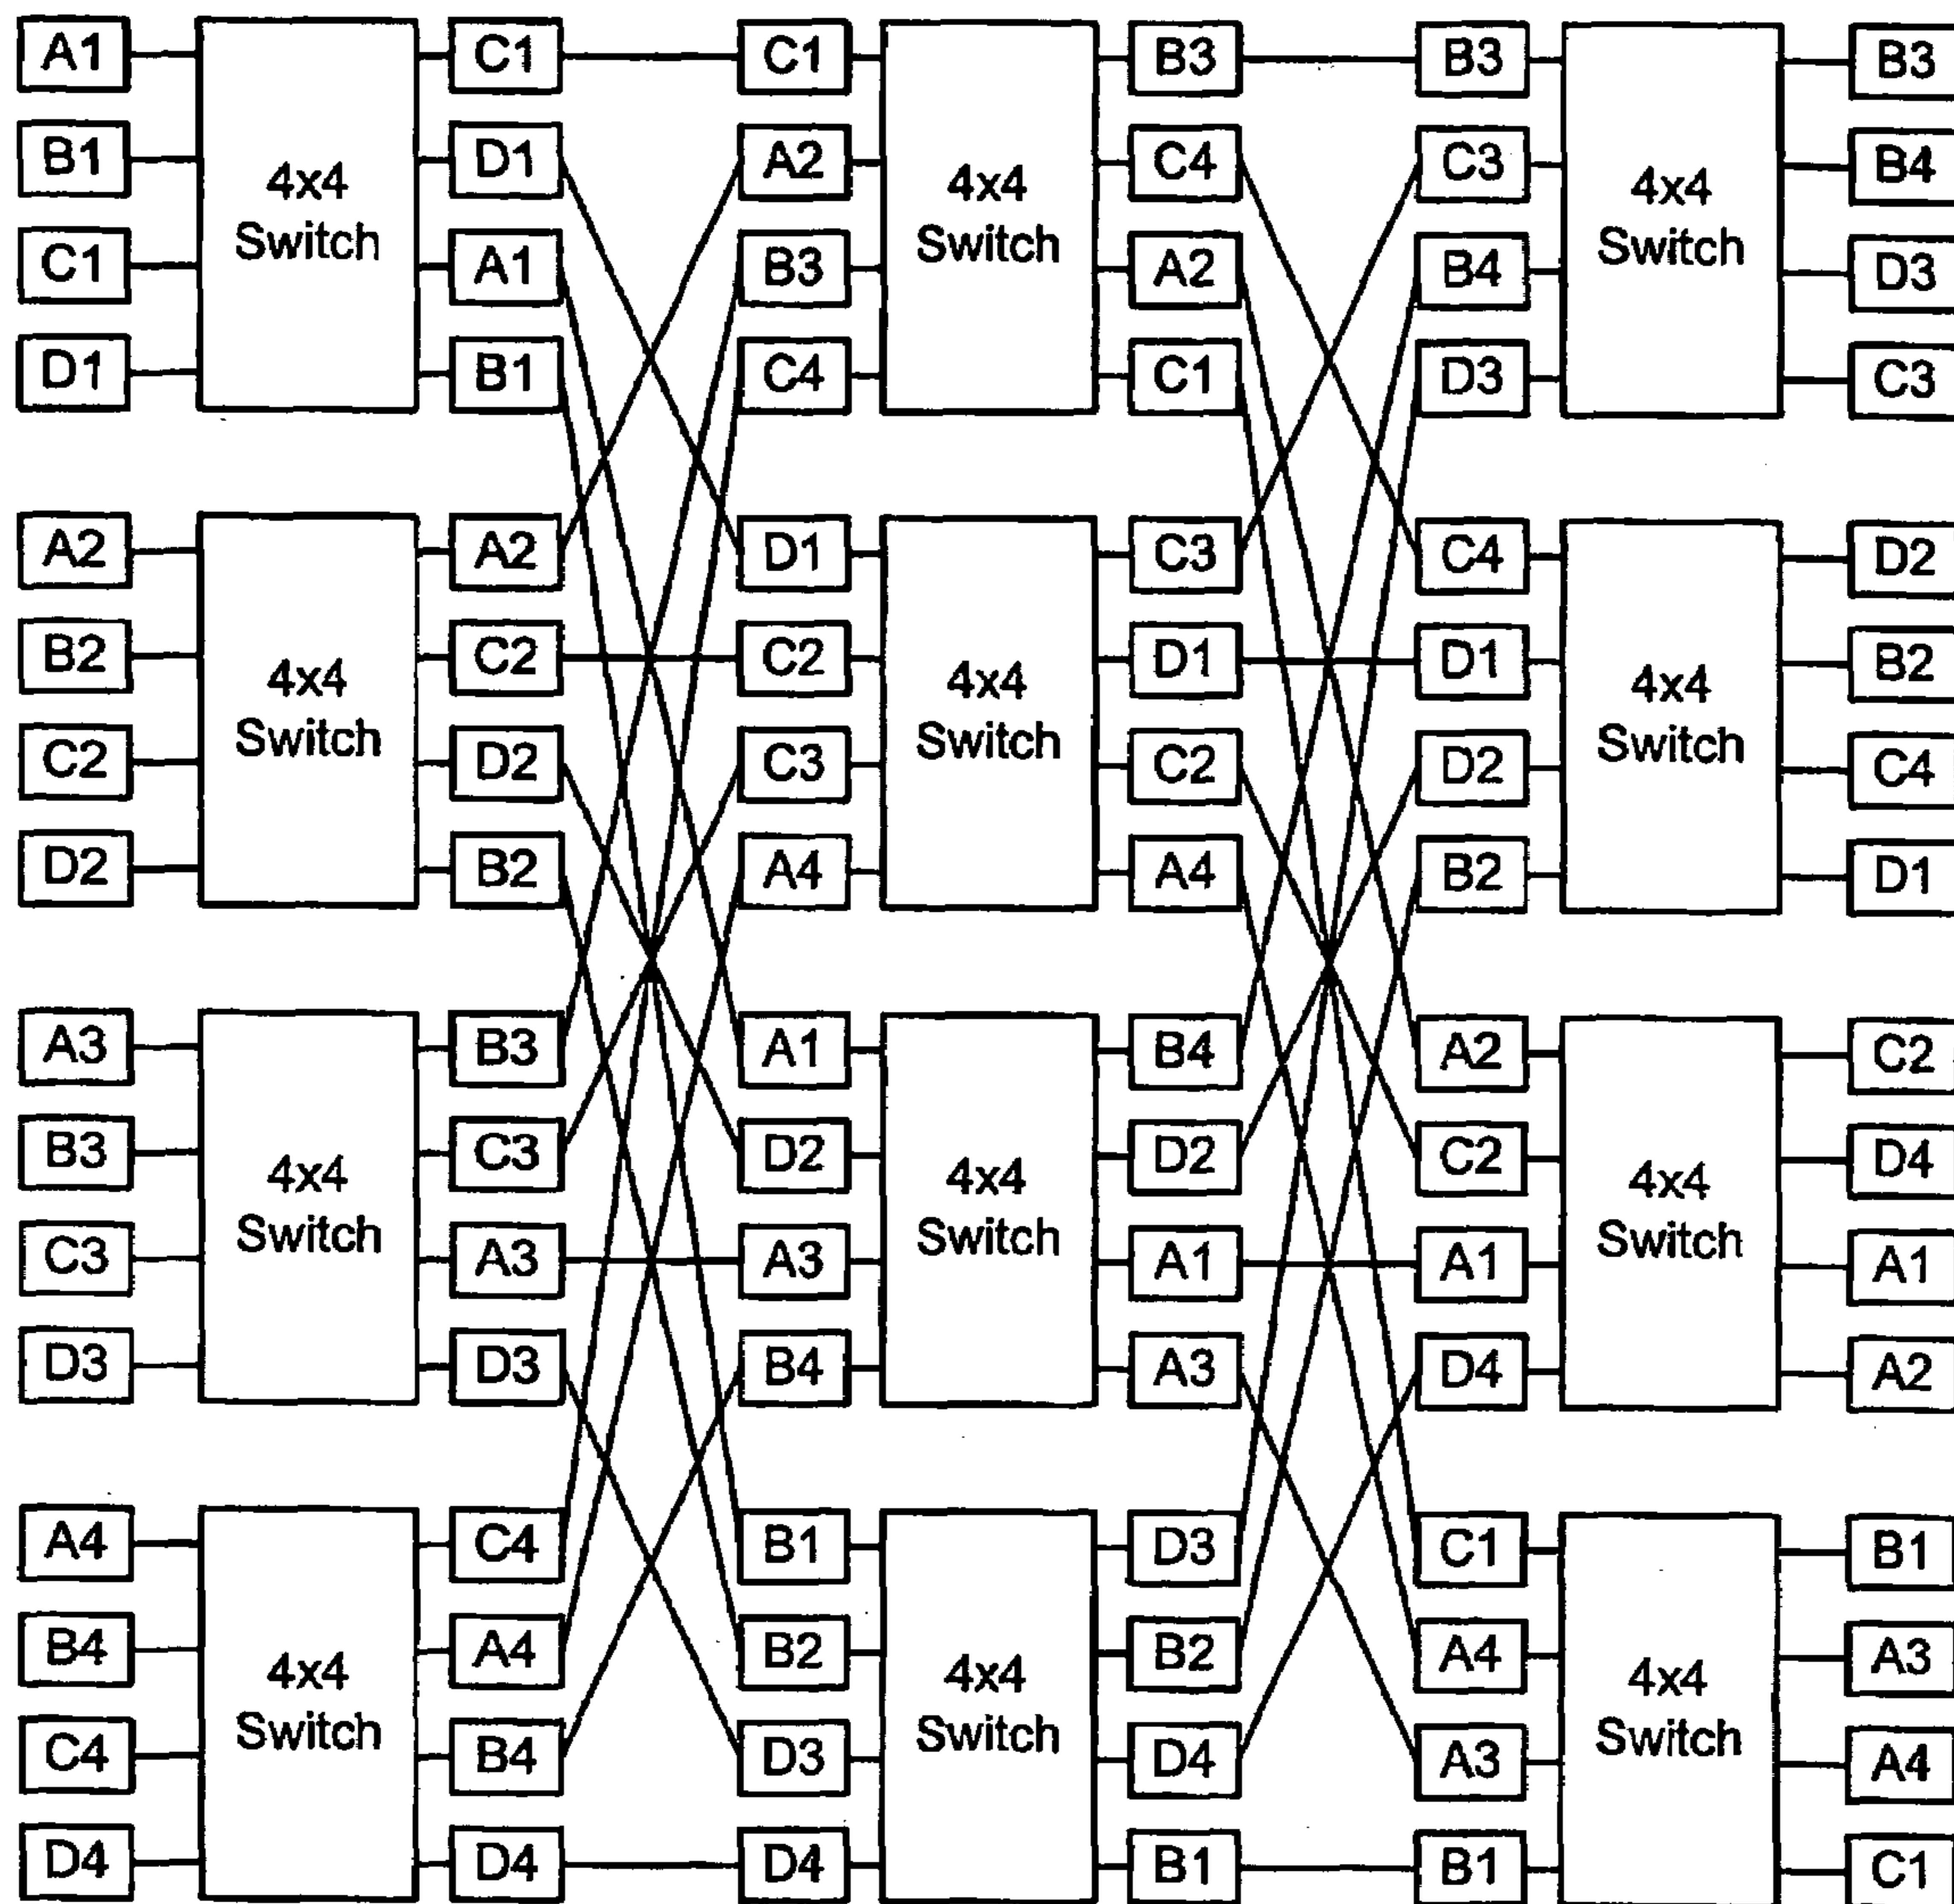 A1 C1 C1 B3 B3 B3
B1 D1 A2 C4 C3 B4
4x4 4x4 4x4
Switch Switch Switch
C1 A1 B3 A2 B4 D3
D1 B1 C4 C1 D3 C3
A2 A2 D1 C3 C4 D2
B2 C2 C2 D1 D1 B2
4x4 4x4 4x4
Switch Switch Switch
C2 D2 C3 C2 D2 C4
D2 B2 A4 A4 B2 D1
A3 B3 A1 B4 A2 C2
B3 C3 D2 D2 C2 D4
4x4 4x4 4x4
Switch Switch Switch
C3 A3 A3 A1 A1 A1
D3 D3 B4 A3 D4 A2
A4 C4 B1 D3 C1 B1
B4 A4 B2 B2 A4 A3
4x4 4x4 4x4
Switch Switch Switch
C4 B4 D3 D4 A3 A4
D4 D4 D4 B1 B1 C1